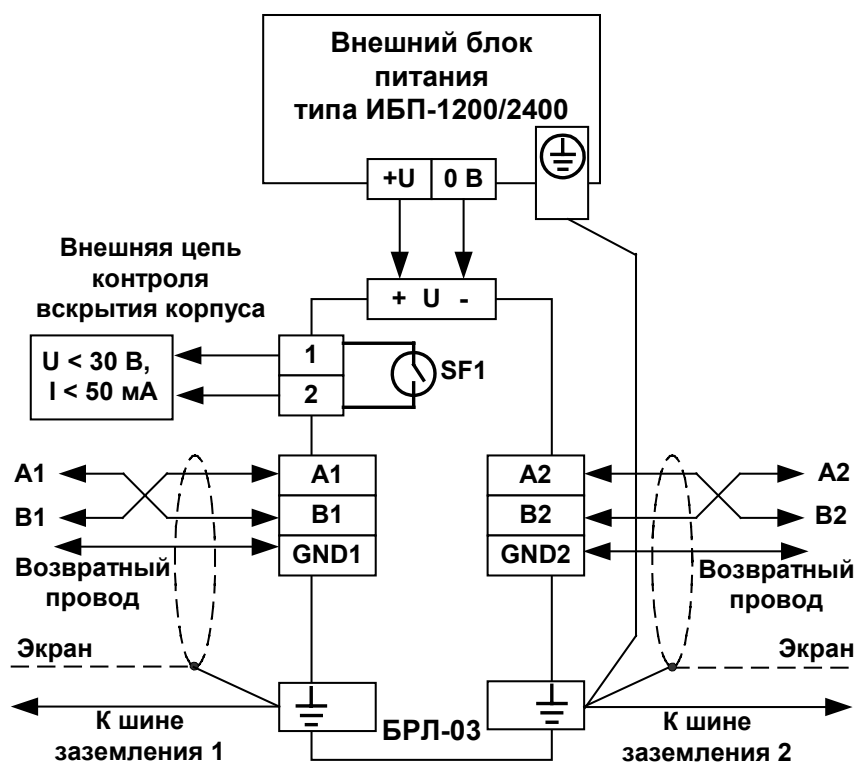 Внешний блок
питания
типа ИБП-1200/2400
+U
0 В
Внешняя цепь
контроля
вскрытия корпуса
+ U -
U < 30 В,
I < 50 мА
1
2
SF1
A1
B1
A1
B1
GND1
Возвратный
провод
Экран
К шине
заземления 1
A2
B2
GND2
A2
B2
Возвратный
провод
Экран
БРЛ-03
К шине
заземления 2